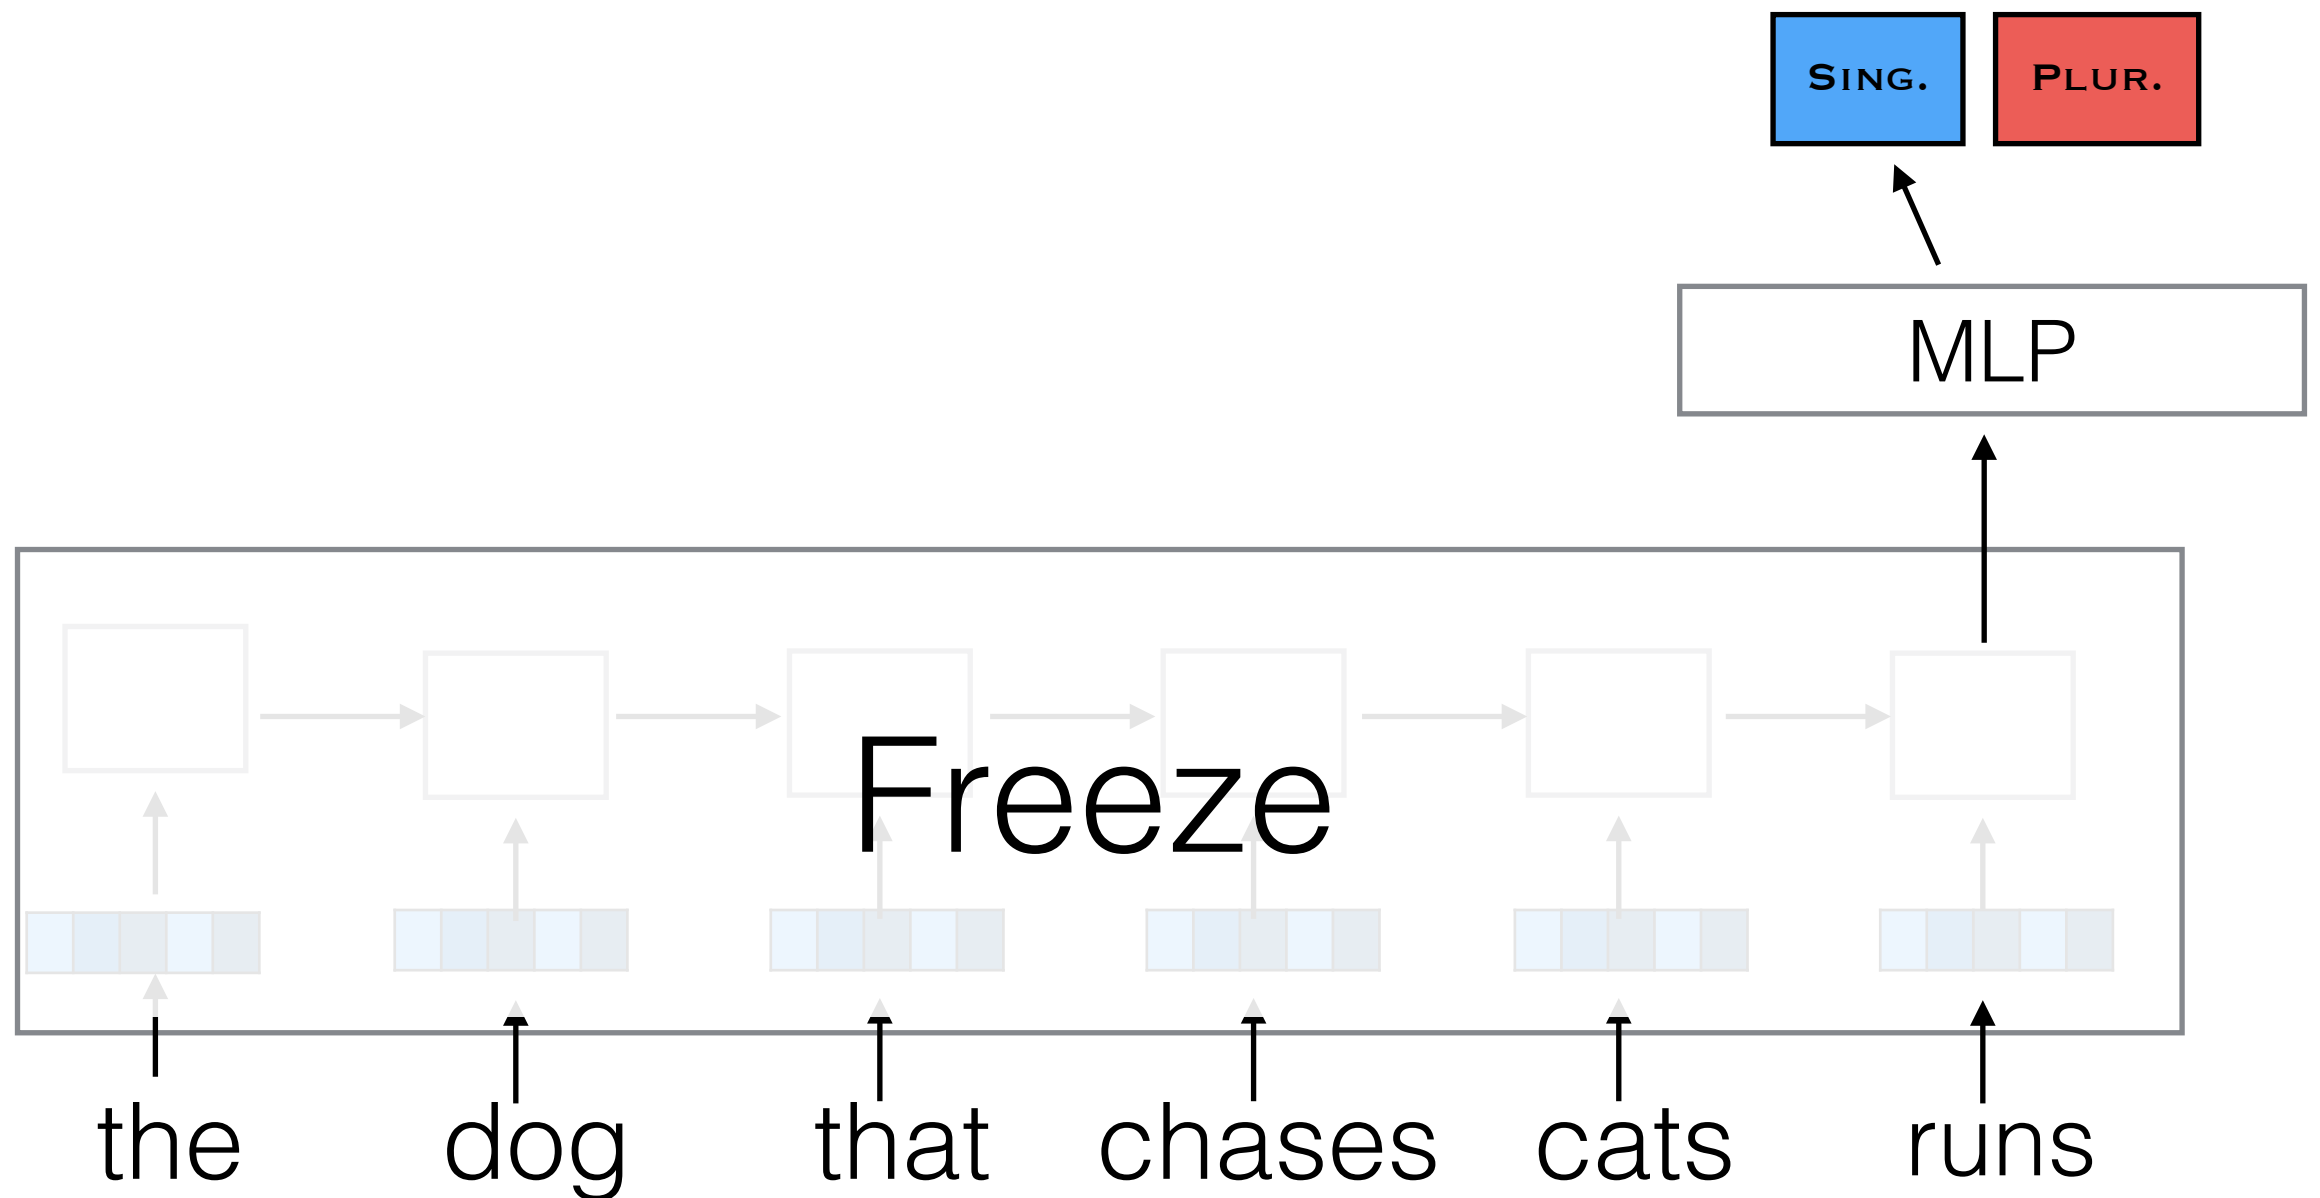 SING. PLUR.
MLP
Freeze
the dog that chases cats runs